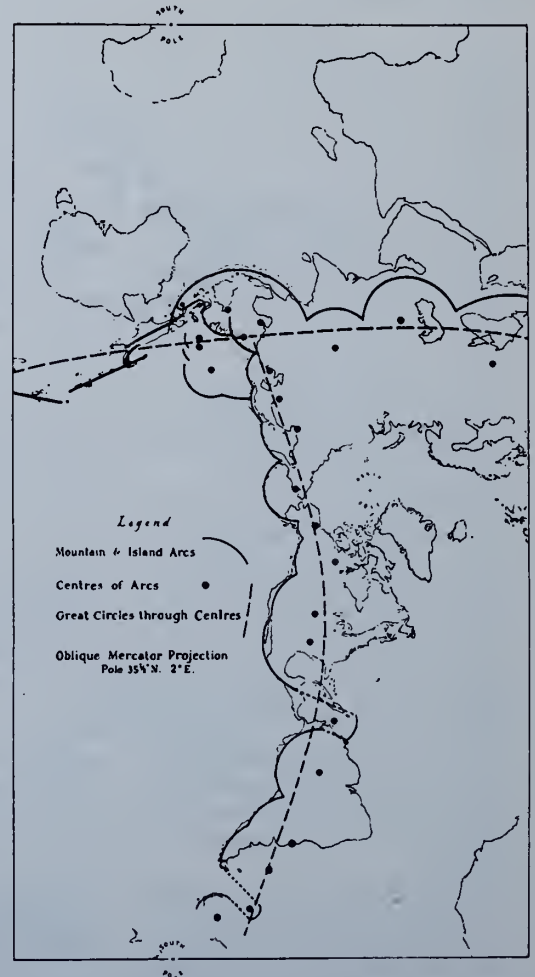 SOUTH
POLE
Legend
Mountain & Island Arcs
Centres of Arcs
Great Circles through Centres
Oblique Mercator Projection
Pole 35½°N. 2°E.
SOUTH
POLE